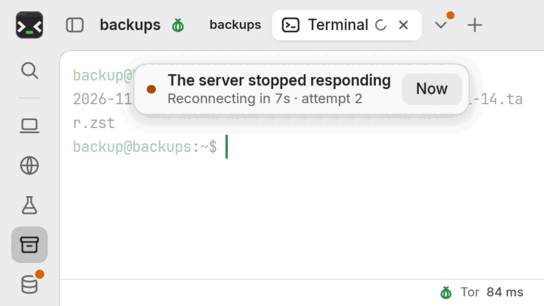 backups
backups
Terminal
The server stopped responding
Reconnecting in 7s · attempt 2
Now
backup@
2026-11
-14.ta
r.zst
backup@backups:~$
Tor 84 ms